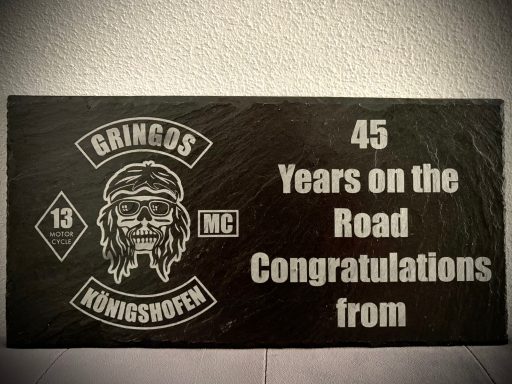 GRINGOS
13
MOTOR
CYCLE
MC
KÖNIGSHOFEN
45
Years on the
Road
Congratulations
from